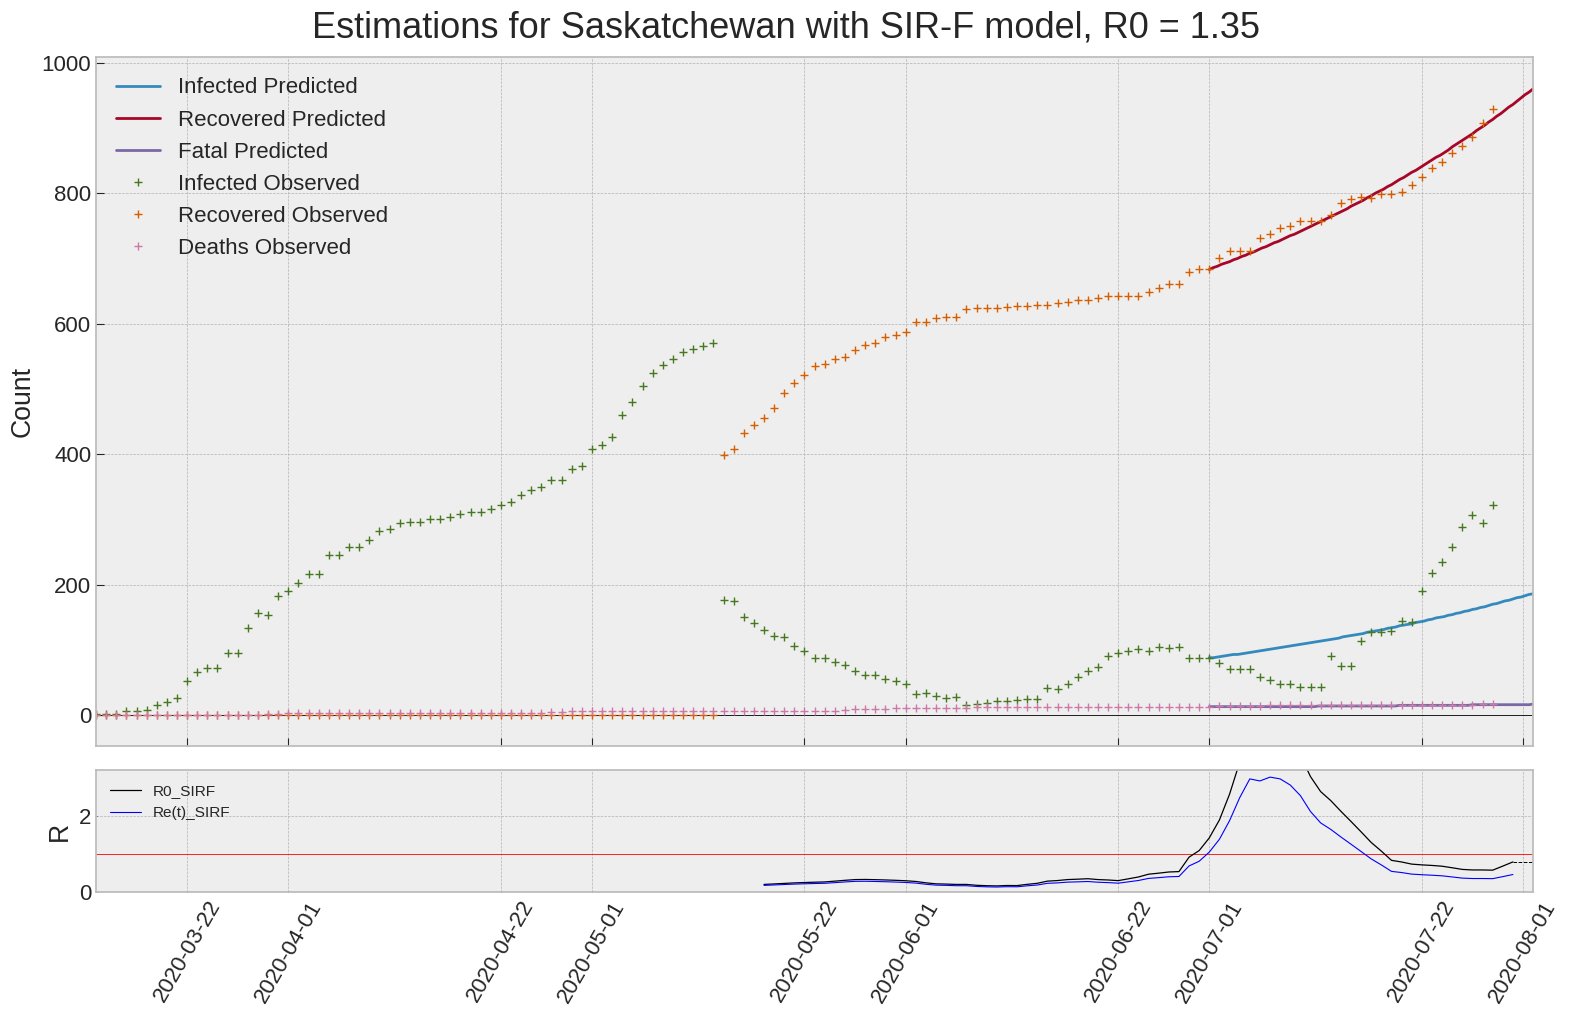 Estimations for Saskatchewan with SIR-F model, R0 = 1.35
1000
800
600
400
200
0
Count
Infected Predicted
Recovered Predicted
Fatal Predicted
Infected Observed
Recovered Observed
Deaths Observed
2
0
R
R0_SIRF
Re(t)_SIRF
2020-03-22
2020-04-01
2020-04-22
2020-05-01
2020-05-22
2020-06-01
2020-06-22
2020-07-01
2020-07-22
2020-08-01